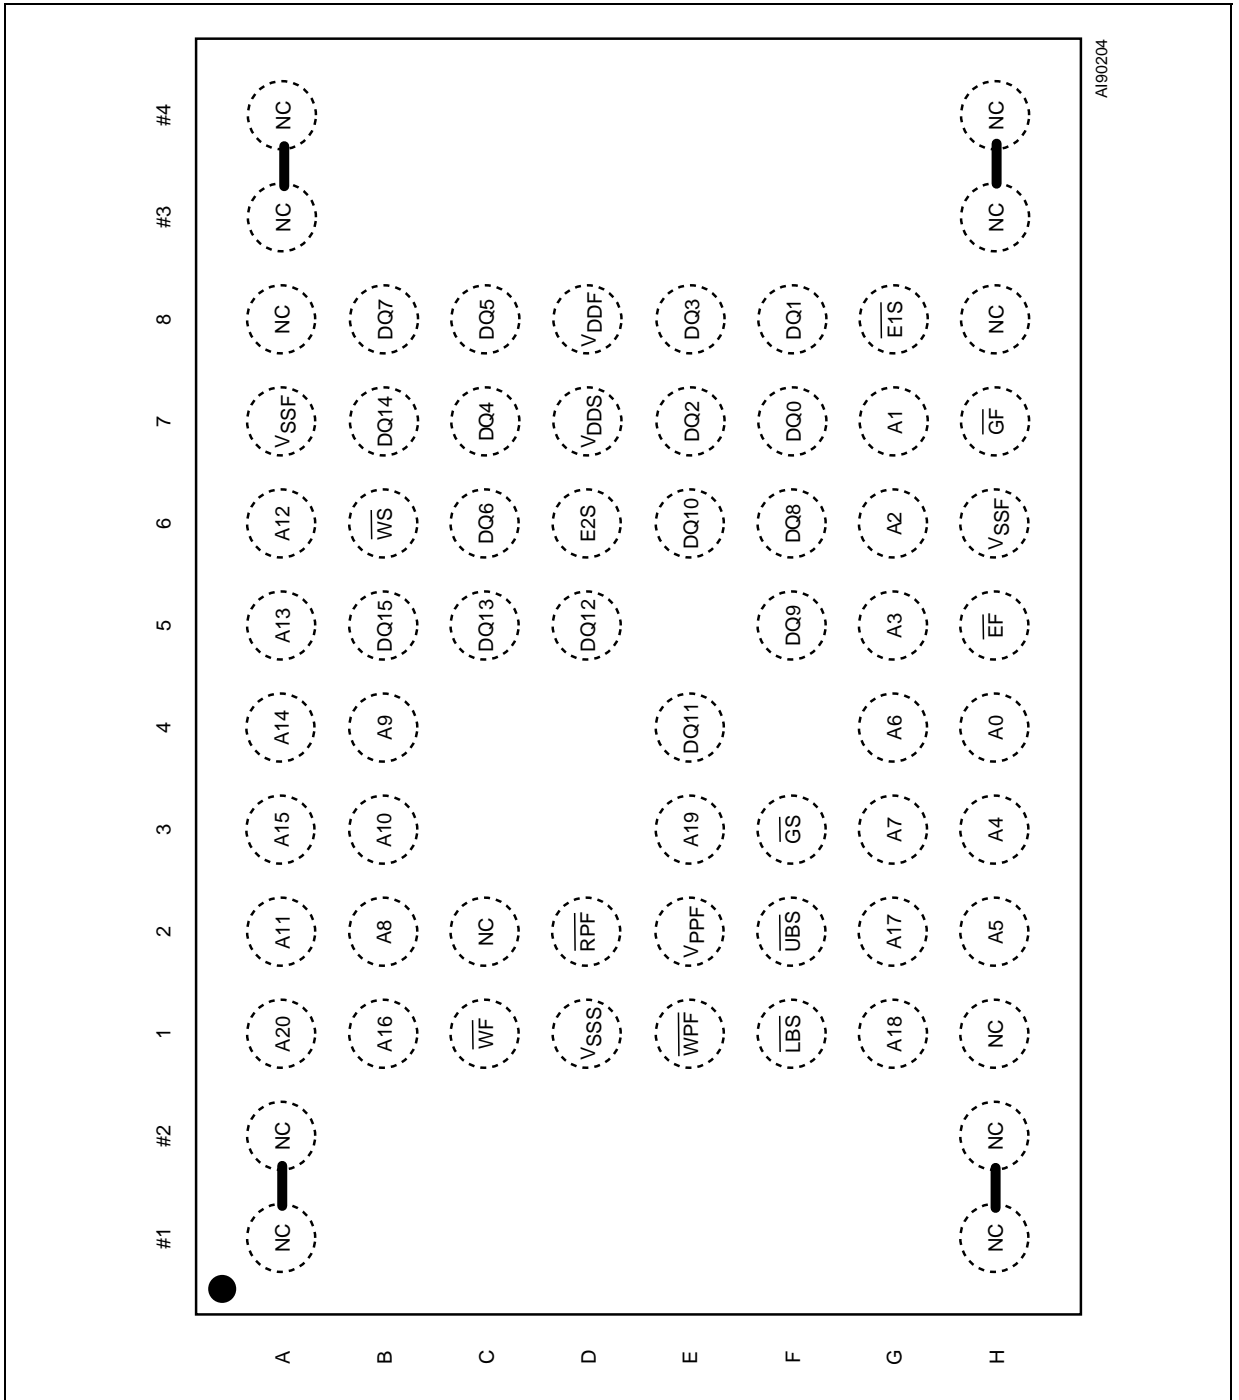 #4 NC NC
#3 NC NC
8 NC DQ7 DQ5 VDDF DQ3 DQ1 E1S NC
7 VSSF DQ14 DQ4 VDDS DQ2 DQ0 A1 GF
6 A12 WS DQ6 E2S DQ10 DQ8 A2 VSSF
5 A13 DQ15 DQ13 DQ12 DQ9 A3 EF
4 A14 A9 DQ11 A6 A0
3 A15 A10 A19 GS A7 A4
2 A11 A8 NC RPF VPPF UBS A17 A5
1 A20 A16 WF VSSS WPF LBS A18 NC
#2 NC NC
#1 NC NC
A B C D E F G H
AI90204